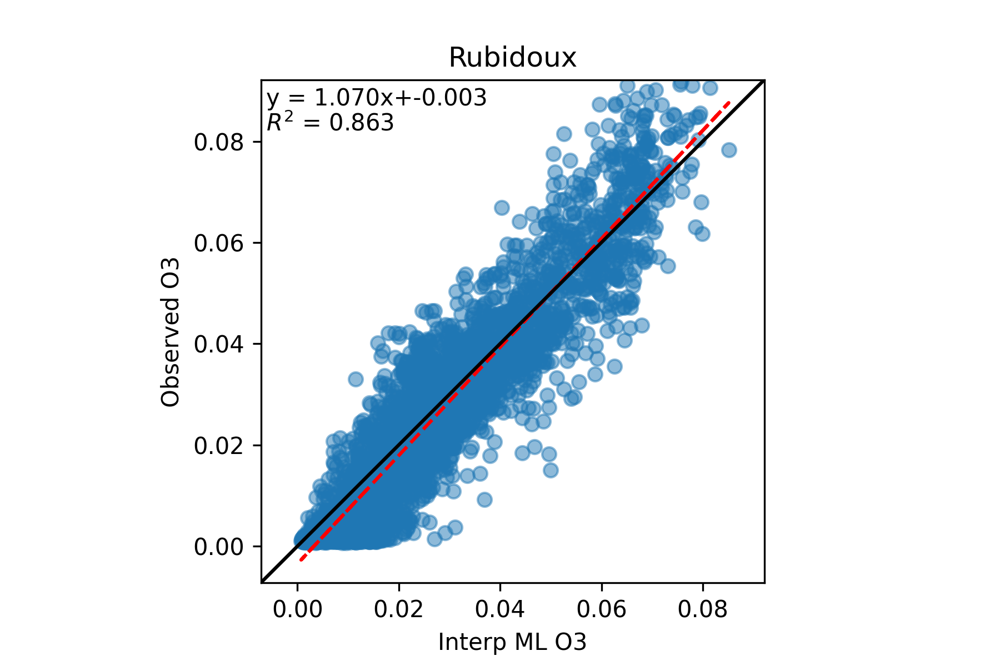 Rubidoux
y = 1.070x+-0.003
R² = 0.863
Observed O3
0.08
0.06
0.04
0.02
0.00
0.00 0.02 0.04 0.06 0.08
Interp ML O3